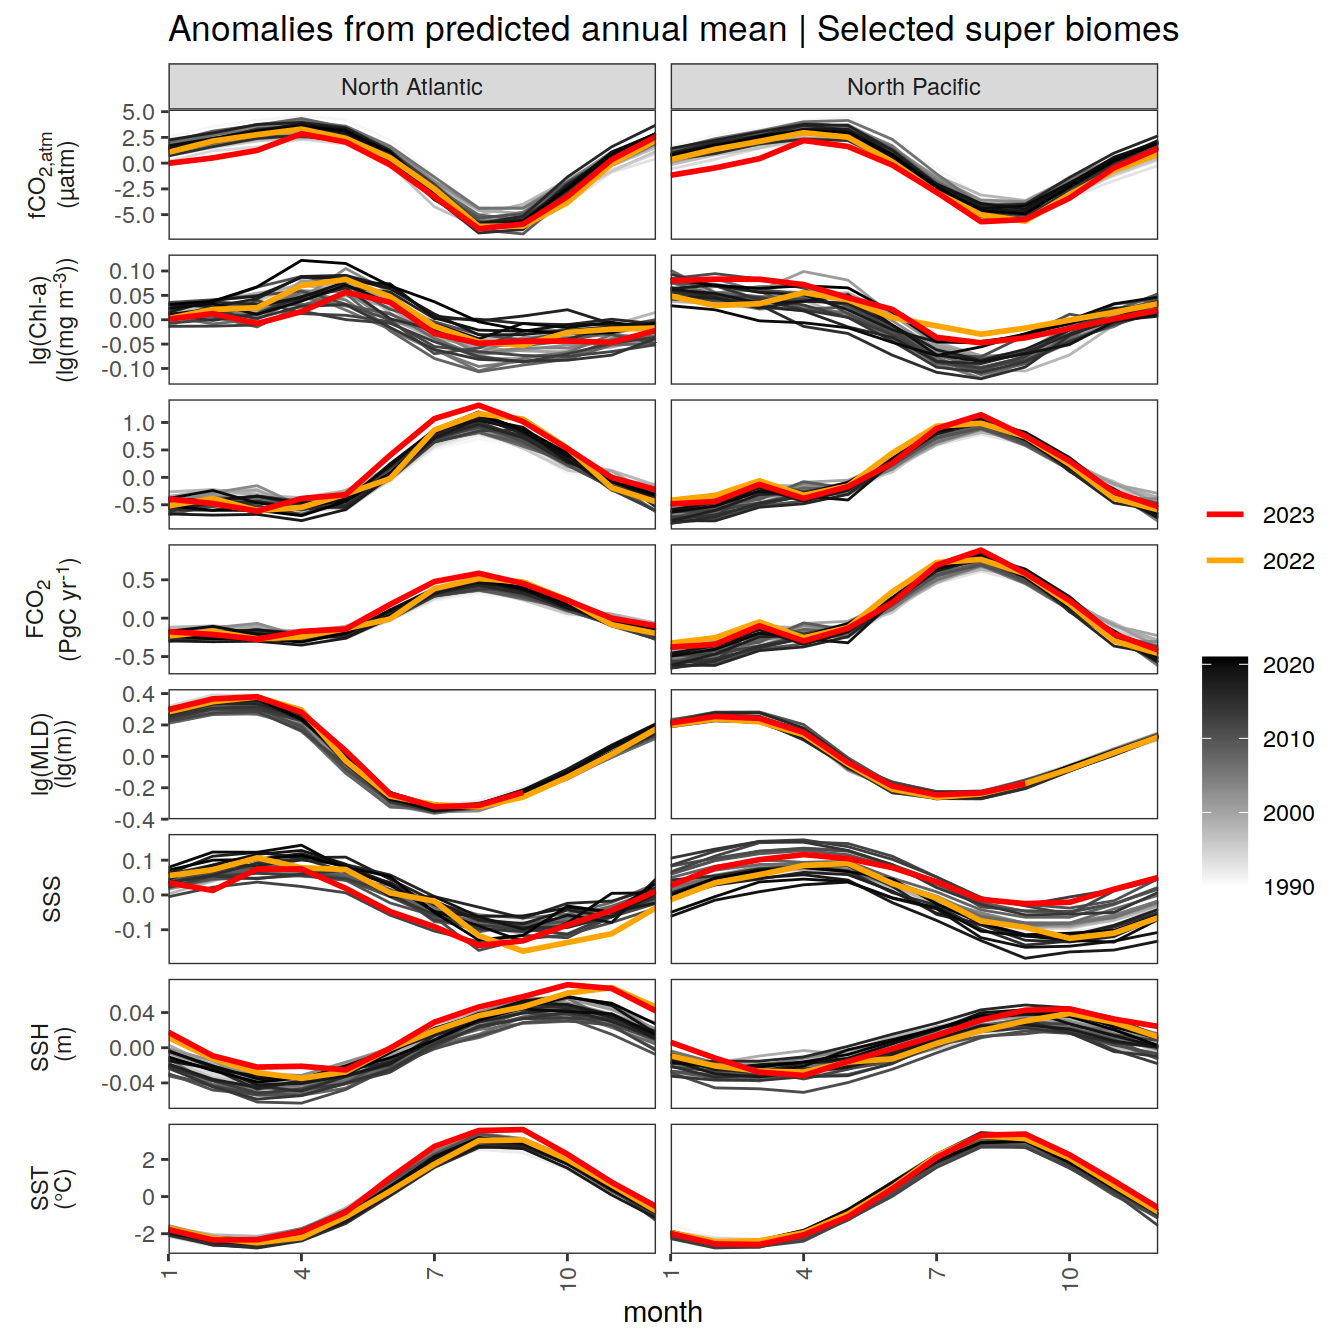 Anomalies from predicted annual mean | Selected super biomes
North Atlantic
North Pacific
fCO2,atm
(µatm)
5.0
2.5
0.0
-2.5
-5.0
lg(Chl-a)
(lg(mg m-3))
0.10
0.05
0.00
-0.05
-0.10
1.0
0.5
0.0
-0.5
FCO2
(PgC yr-1)
0.5
0.0
-0.5
lg(MLD)
(lg(m))
0.4
0.2
0.0
-0.2
-0.4
SSS
0.1
0.0
-0.1
SSH
(m)
0.04
0.00
-0.04
SST
(°C)
2
0
-2
1
4
7
10
1
4
7
10
month
2023
2022
2020
2010
2000
1990